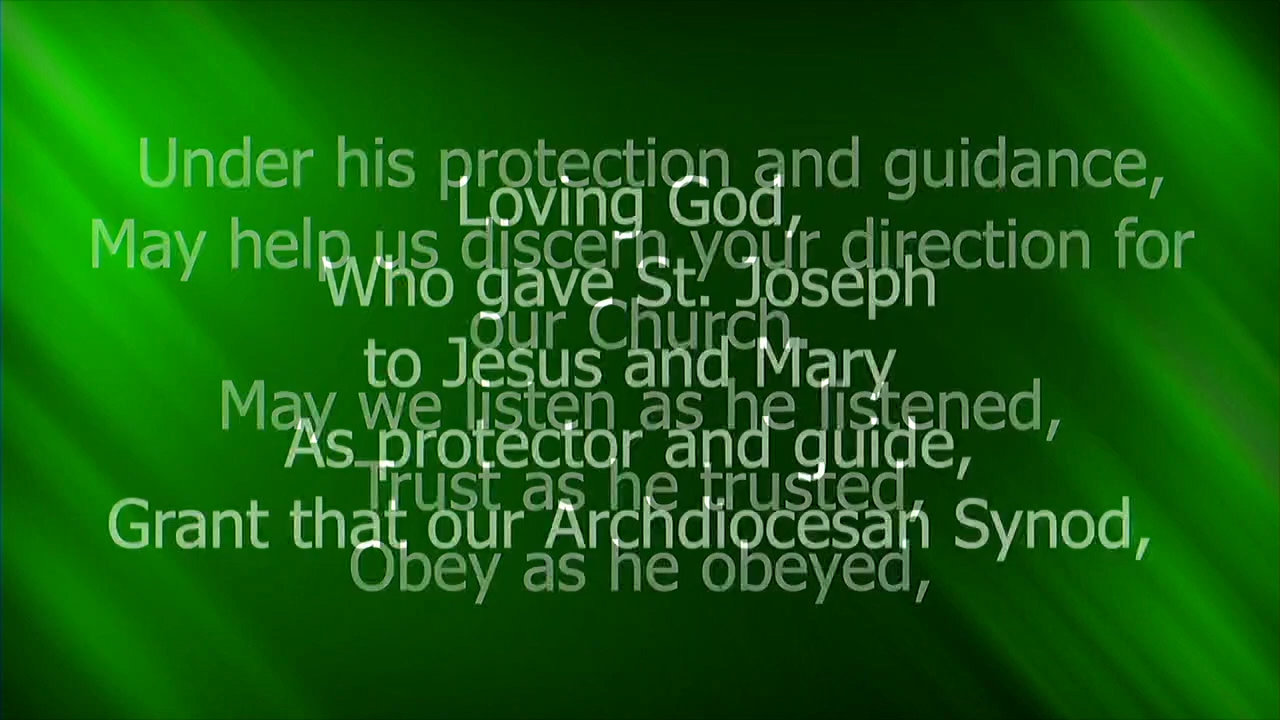 Loving God,
Who gave St. Joseph
to Jesus and Mary
As protector and guide,
Grant that our Archdiocesan Synod,
Under his protection and guidance,
May help us discern your direction for
our Church.
May we listen as he listened,
Trust as he trusted,
Obey as he obeyed,